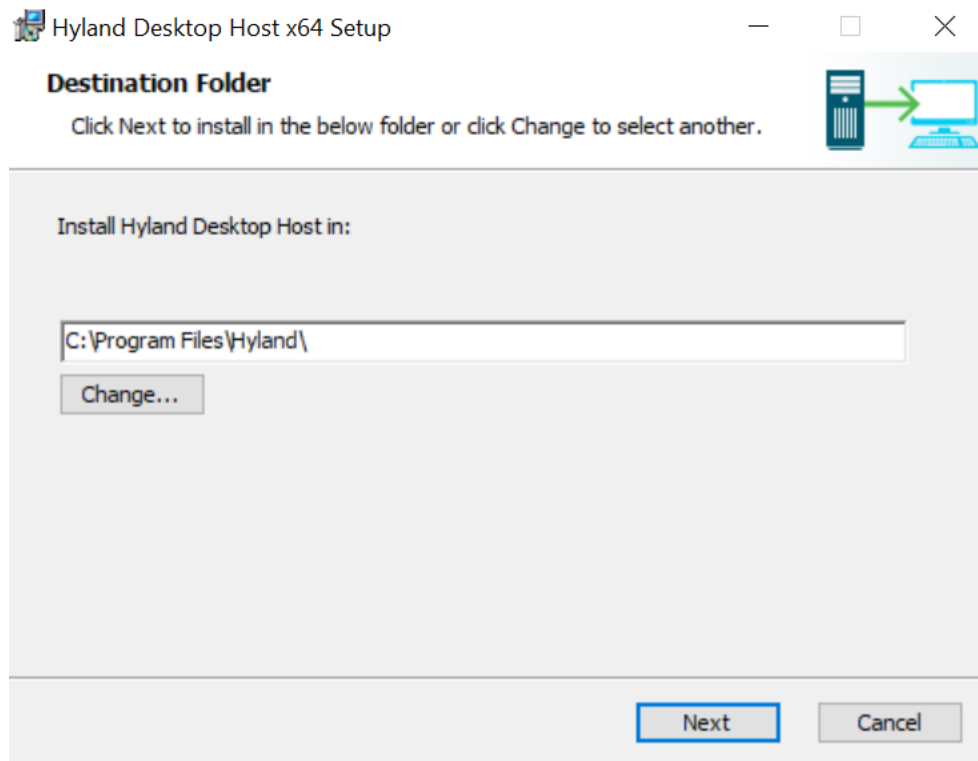 Hyland Desktop Host x64 Setup
Destination Folder
Click Next to install in the below folder or click Change to select another.
Install Hyland Desktop Host in:
C:\Program Files\Hyland\
Change...
Next
Cancel